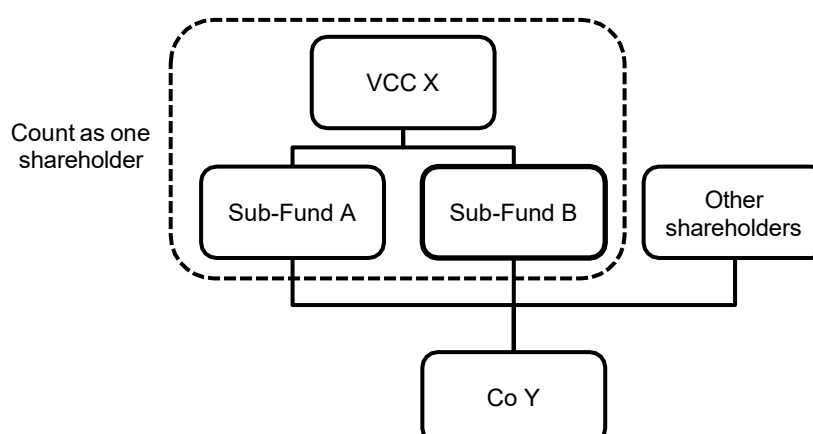 VCC X
Count as one
shareholder
Sub-Fund A
Sub-Fund B
Other
shareholders
Co Y